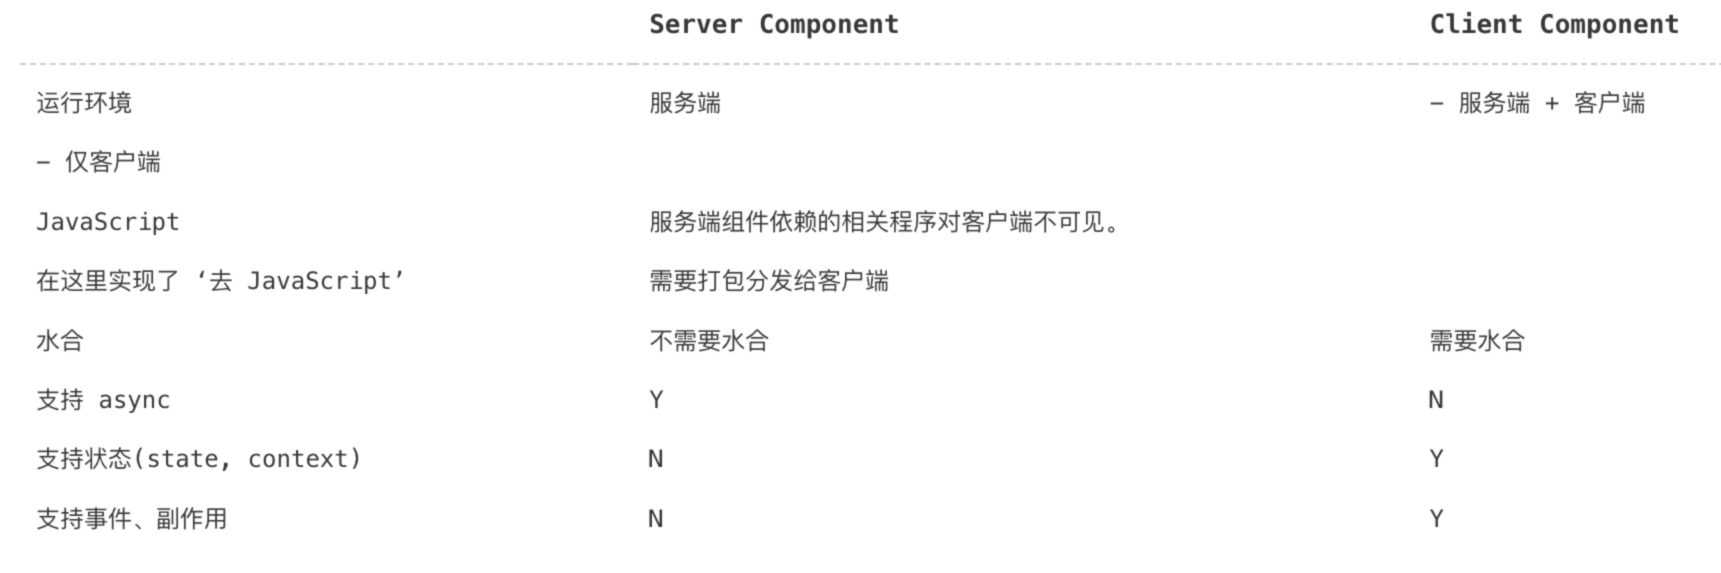 Server Component Client Component
运行环境 服务端 – 服务端 + 客户端
– 仅客户端
JavaScript 服务端组件依赖的相关程序对客户端不可见。
在这里实现了 ‘去 JavaScript’ 需要打包分发给客户端
水合 不需要水合 需要水合
支持 async Y N
支持状态(state, context) N Y
支持事件、副作用 N Y